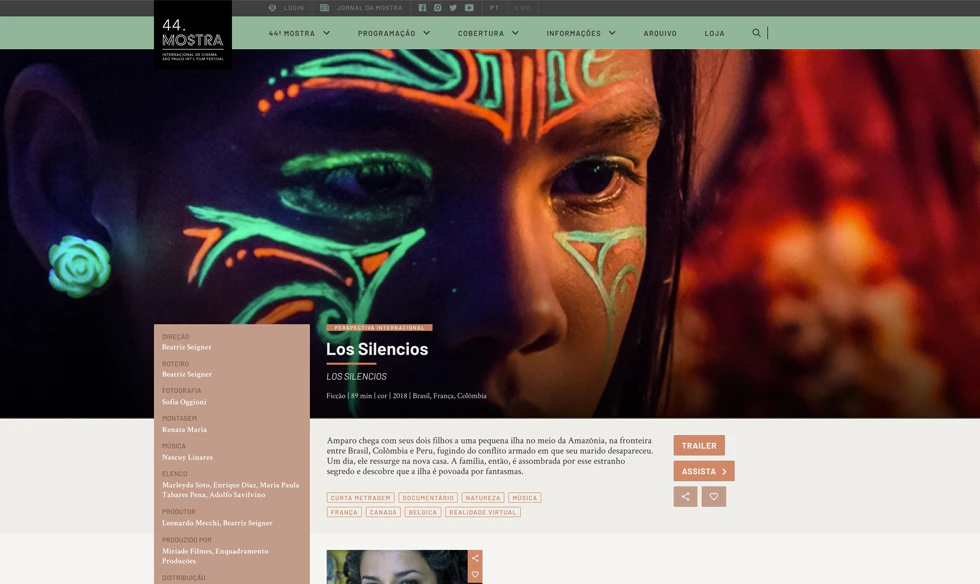 LOGIN
JORNAL DA MOSTRA
PT
ENG
44.
MOSTRA
INTERNACIONAL DE CINEMA
SÃO PAULO INT'L FILM FESTIVAL
44ª MOSTRA
PROGRAMAÇÃO
COBERTURA
INFORMAÇÕES
ARQUIVO
LOJA
PERSPECTIVA INTERNACIONAL
Los Silencios
LOS SILENCIOS
Ficção | 89 min | cor | 2018 | Brasil, França, Colômbia
DIREÇÃO
Beatriz Seigner
ROTEIRO
Beatriz Seigner
FOTOGRAFIA
Sofia Oggioni
MONTAGEM
Renata Maria
MÚSICA
Nascuy Linares
ELENCO
Marleyda Soto, Enrique Diaz, María Paula
Tabares Pena, Adolfo Savilvino
PRODUTOR
Leonardo Mecchi, Beatriz Seigner
PRODUZIDO POR
Miríade Filmes, Enquadramento
Produções
DISTRIBUIÇÃO
Amparo chega com seus dois filhos a uma pequena ilha no meio da Amazônia, na fronteira
entre Brasil, Colômbia e Peru, fugindo do conflito armado em que seu marido desapareceu.
Um dia, ele ressurge na nova casa. A família, então, é assombrada por esse estranho
segredo e descobre que a ilha é povoada por fantasmas.
CURTA METRAGEM
DOCUMENTÁRIO
NATUREZA
MÚSICA
FRANÇA
CANADÁ
BELGICA
REALIDADE VIRTUAL
TRAILER
ASSISTA